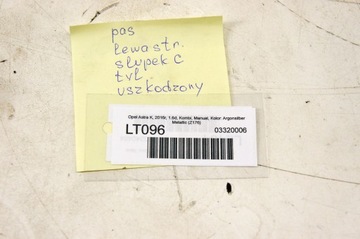 pas
Lewa str.
słupek C
tył
uszkodzony
Opel Astra K, 2016r, 1.6d, Kombi, Manual, Kolor: Argonsilber
Metallic (Z176)
LT096
03320006